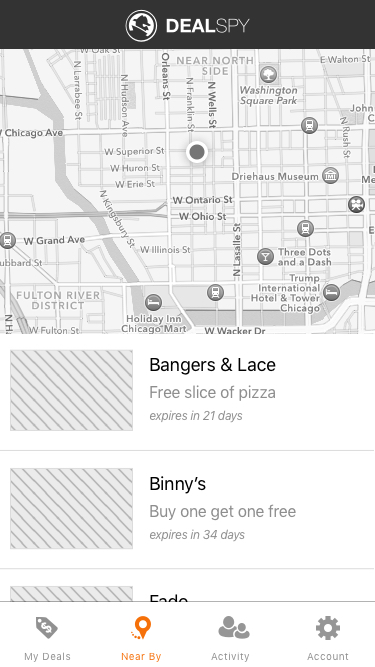 DEALSPY
W Oak St
Orleans St
NEAR NORTH
SIDE
E Walton St
N Larrabee St
N Hudson Ave
N Franklin St
N Wells St
Washington
Square Park
N Rush St
W Chicago Ave
W Superior St
W Huron St
W Erie St
Driehaus Museum
W Ontario St
W Ohio St
N Kingsbury St
N Lasalle St
W Grand Ave
W Illinois St
Three Dots
and a Dash
Trump
International
Hotel & Tower
Chicago
FULTON RIVER
DISTRICT
Holiday Inn
Chicago Mart
W Fulton St
W Wacker Dr
Bangers & Lace
Free slice of pizza
expires in 21 days
Binny's
Buy one get one free
expires in 34 days
My Deals
Near By
Activity
Account